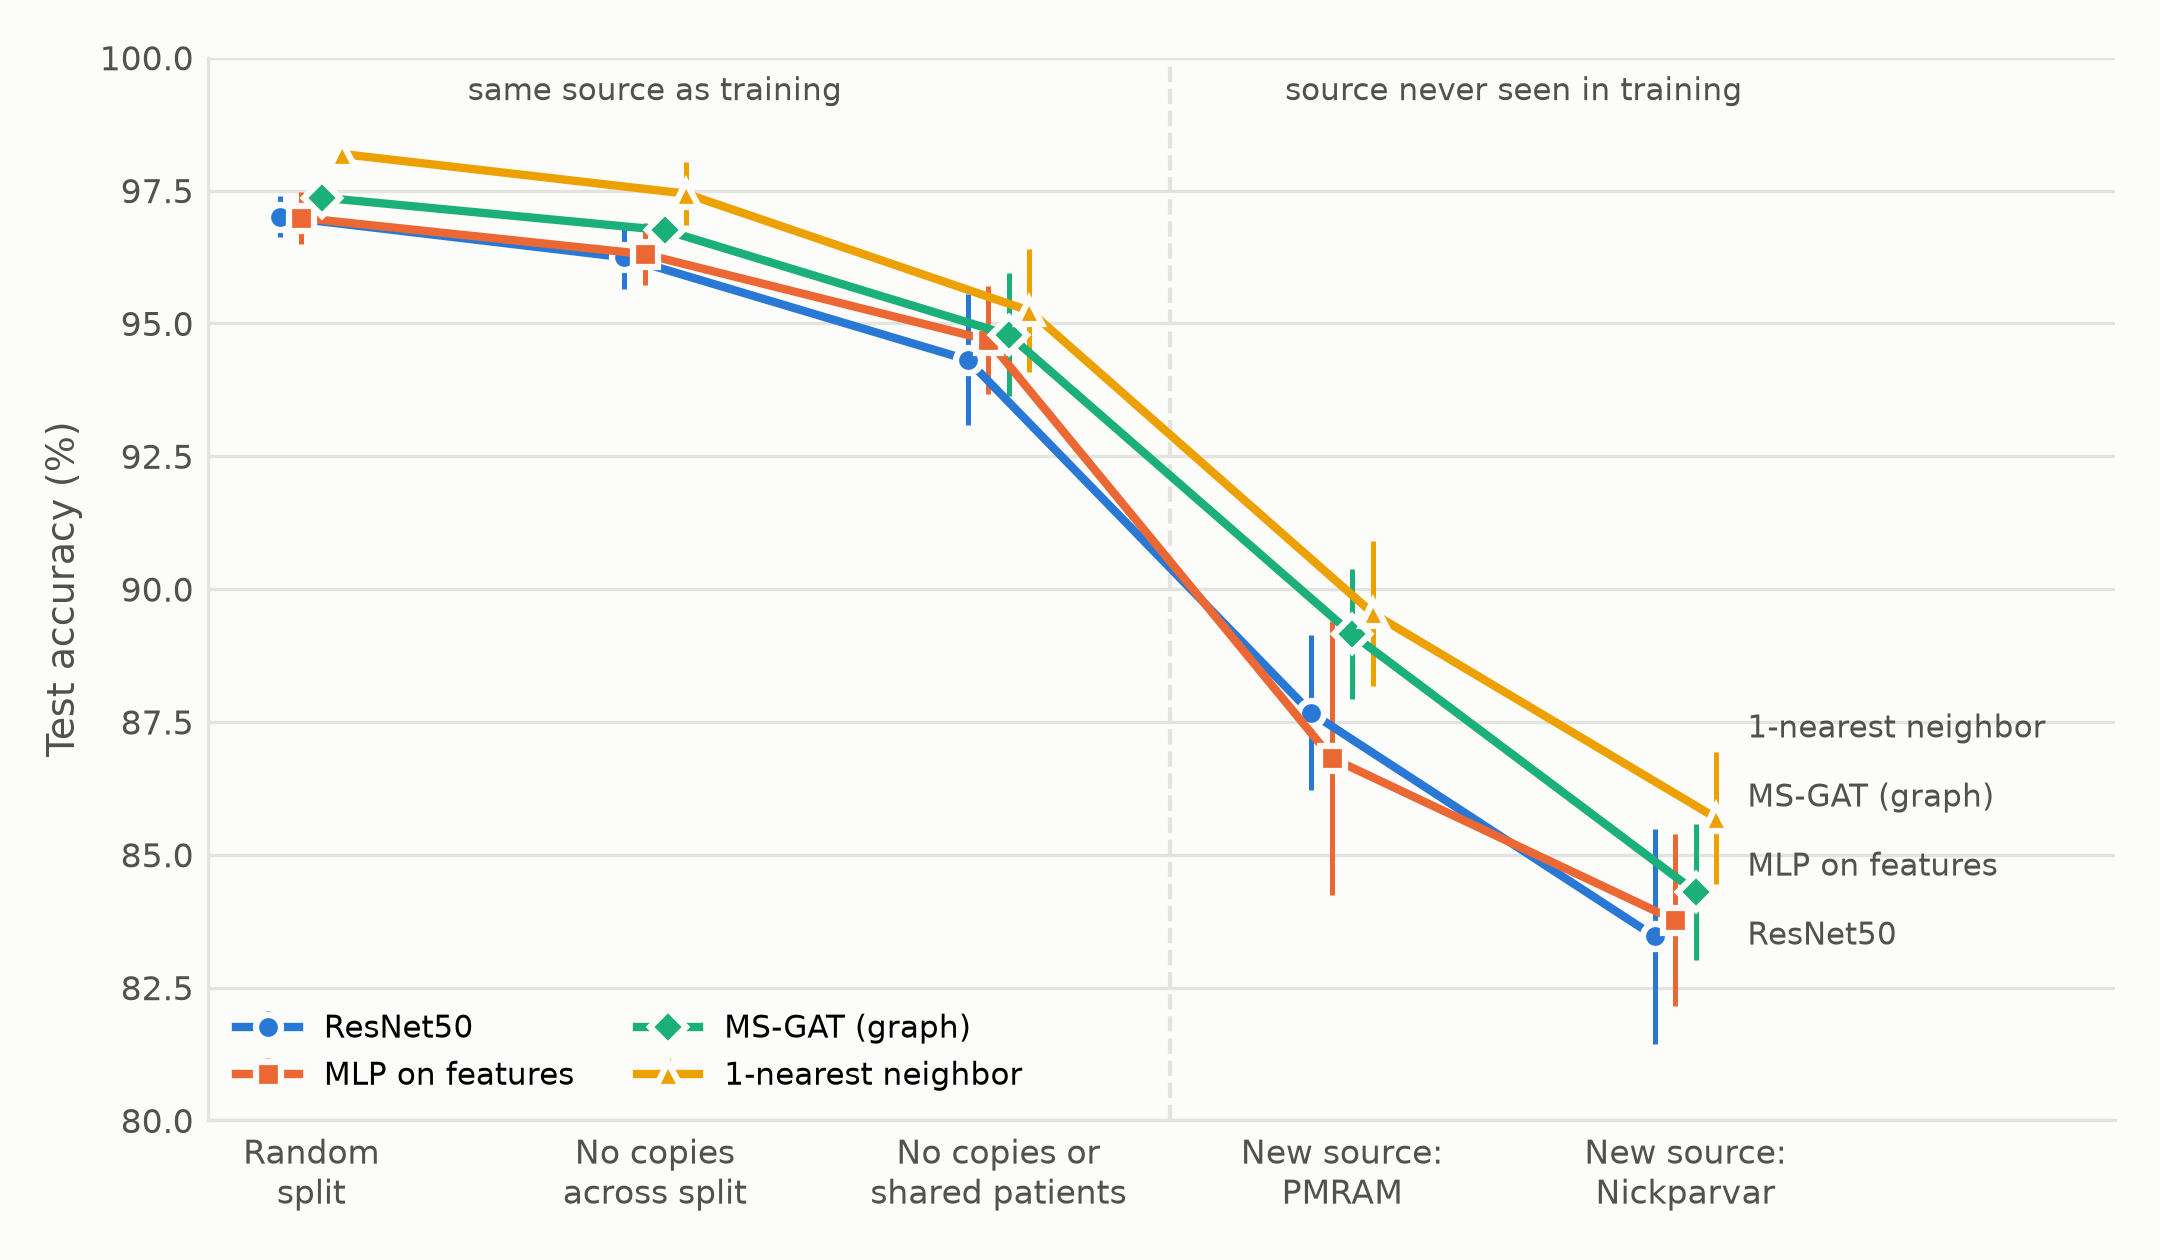 same source as training
source never seen in training
Test accuracy (%)
100.0
97.5
95.0
92.5
90.0
87.5
85.0
82.5
80.0
1-nearest neighbor
MS-GAT (graph)
MLP on features
ResNet50
ResNet50
MLP on features
MS-GAT (graph)
1-nearest neighbor
Random
split
No copies
across split
No copies or
shared patients
New source:
PMRAM
New source:
Nickparvar